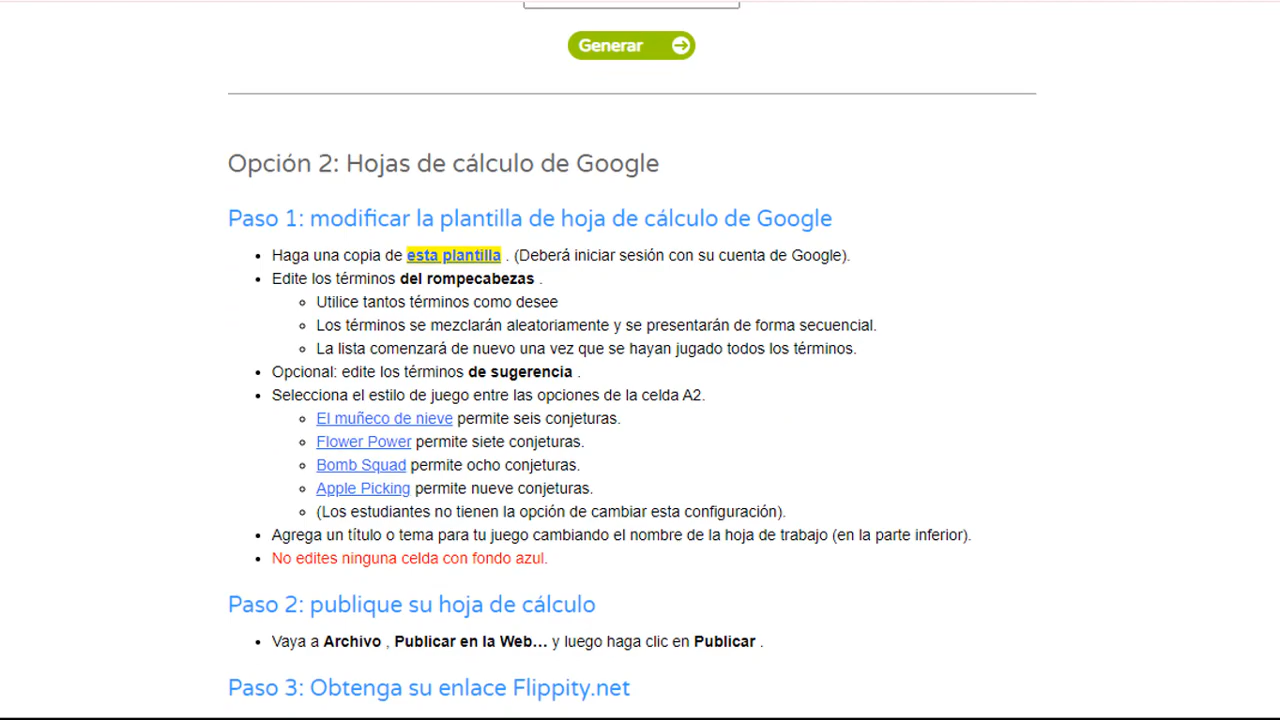 Generar
Opción 2: Hojas de cálculo de Google
Paso 1: modificar la plantilla de hoja de cálculo de Google
Haga una copia de esta plantilla . (Deberá iniciar sesión con su cuenta de Google).
Edite los términos del rompecabezas .
Utilice tantos términos como desee
Los términos se mezclarán aleatoriamente y se presentarán de forma secuencial.
La lista comenzará de nuevo una vez que se hayan jugado todos los términos.
Opcional: edite los términos de sugerencia .
Selecciona el estilo de juego entre las opciones de la celda A2.
El muñeco de nieve permite seis conjeturas.
Flower Power permite siete conjeturas.
Bomb Squad permite ocho conjeturas.
Apple Picking permite nueve conjeturas.
(Los estudiantes no tienen la opción de cambiar esta configuración).
Agrega un título o tema para tu juego cambiando el nombre de la hoja de trabajo (en la parte inferior).
No edites ninguna celda con fondo azul.
Paso 2: publique su hoja de cálculo
Vaya a Archivo , Publicar en la Web... y luego haga clic en Publicar .
Paso 3: Obtenga su enlace Flippity.net